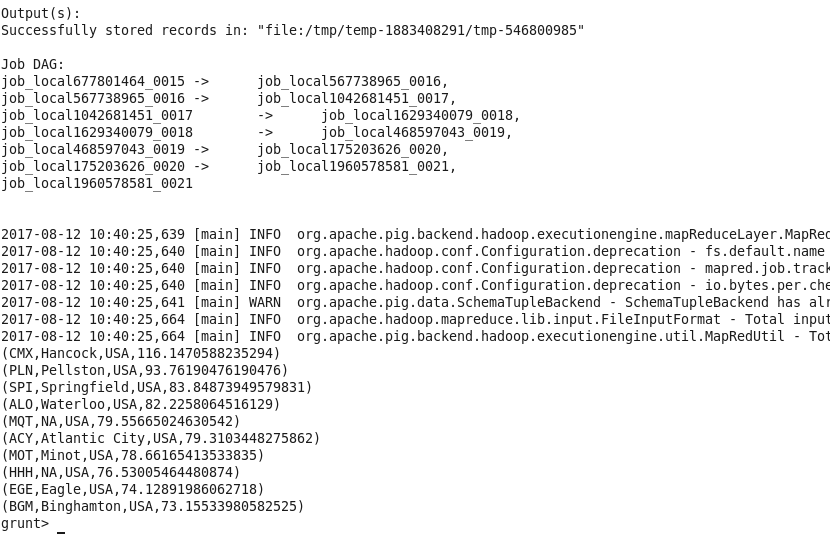 Output(s):
Successfully stored records in: "file:/tmp/temp-1883408291/tmp-546800985"
Job DAG:
job_local677801464_0015 -> job_local567738965_0016,
job_local567738965_0016 -> job_local1042681451_0017,
job_local1042681451_0017 -> job_local1629340079_0018,
job_local1629340079_0018 -> job_local468597043_0019,
job_local468597043_0019 -> job_local175203626_0020,
job_local175203626_0020 -> job_local1960578581_0021,
job_local1960578581_0021
2017-08-12 10:40:25,639 [main] INFO org.apache.pig.backend.hadoop.executionengine.mapReduceLayer.MapRed
2017-08-12 10:40:25,640 [main] INFO org.apache.hadoop.conf.Configuration.deprecation - fs.default.name
2017-08-12 10:40:25,640 [main] INFO org.apache.hadoop.conf.Configuration.deprecation - mapred.job.track
2017-08-12 10:40:25,640 [main] INFO org.apache.hadoop.conf.Configuration.deprecation - io.bytes.per.che
2017-08-12 10:40:25,641 [main] WARN org.apache.pig.data.SchemaTupleBackend - SchemaTupleBackend has alr
2017-08-12 10:40:25,664 [main] INFO org.apache.hadoop.mapreduce.lib.input.FileInputFormat - Total input
2017-08-12 10:40:25,664 [main] INFO org.apache.pig.backend.hadoop.executionengine.util.MapRedUtil - Tot
(CMX,Hancock,USA,116.1470588235294)
(PLN,Pellston,USA,93.76190476190476)
(SPI,Springfield,USA,83.84873949579831)
(ALO,Waterloo,USA,82.2258064516129)
(MQT,NA,USA,79.55665024630542)
(ACY,Atlantic City,USA,79.3103448275862)
(MOT,Minot,USA,78.66165413533835)
(HHH,NA,USA,76.53005464480874)
(EGE,Eagle,USA,74.12891986062718)
(BGM,Binghamton,USA,73.15533980582525)
grunt>